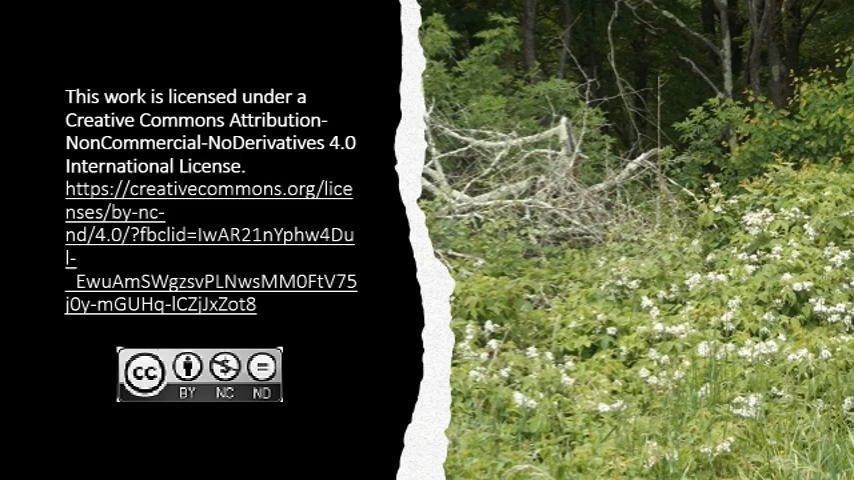 This work is licensed under a
Creative Commons Attribution-
NonCommercial-NoDerivatives 4.0
International License.
https://creativecommons.org/lice
nses/by-nc-
nd/4.0/?fbclid=IwAR21nYphw4Du
l-
_EwuAmSWgzsvPLNwsMM0FtV75
j0y-mGUHq-lCZjJxZot8
cc
BY NC ND